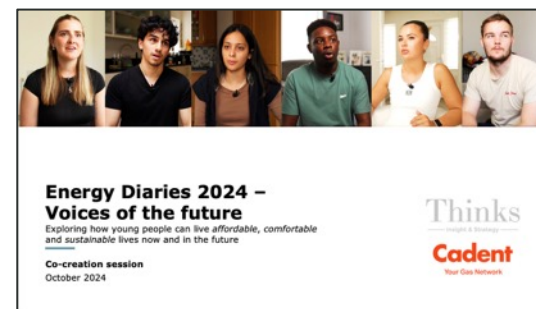 Energy Diaries 2024 –
Voices of the future
Exploring how young people can live affordable, comfortable
and sustainable lives now and in the future
Co-creation session
October 2024
Thinks
Insight & Strategy
Cadent
Your Gas Network